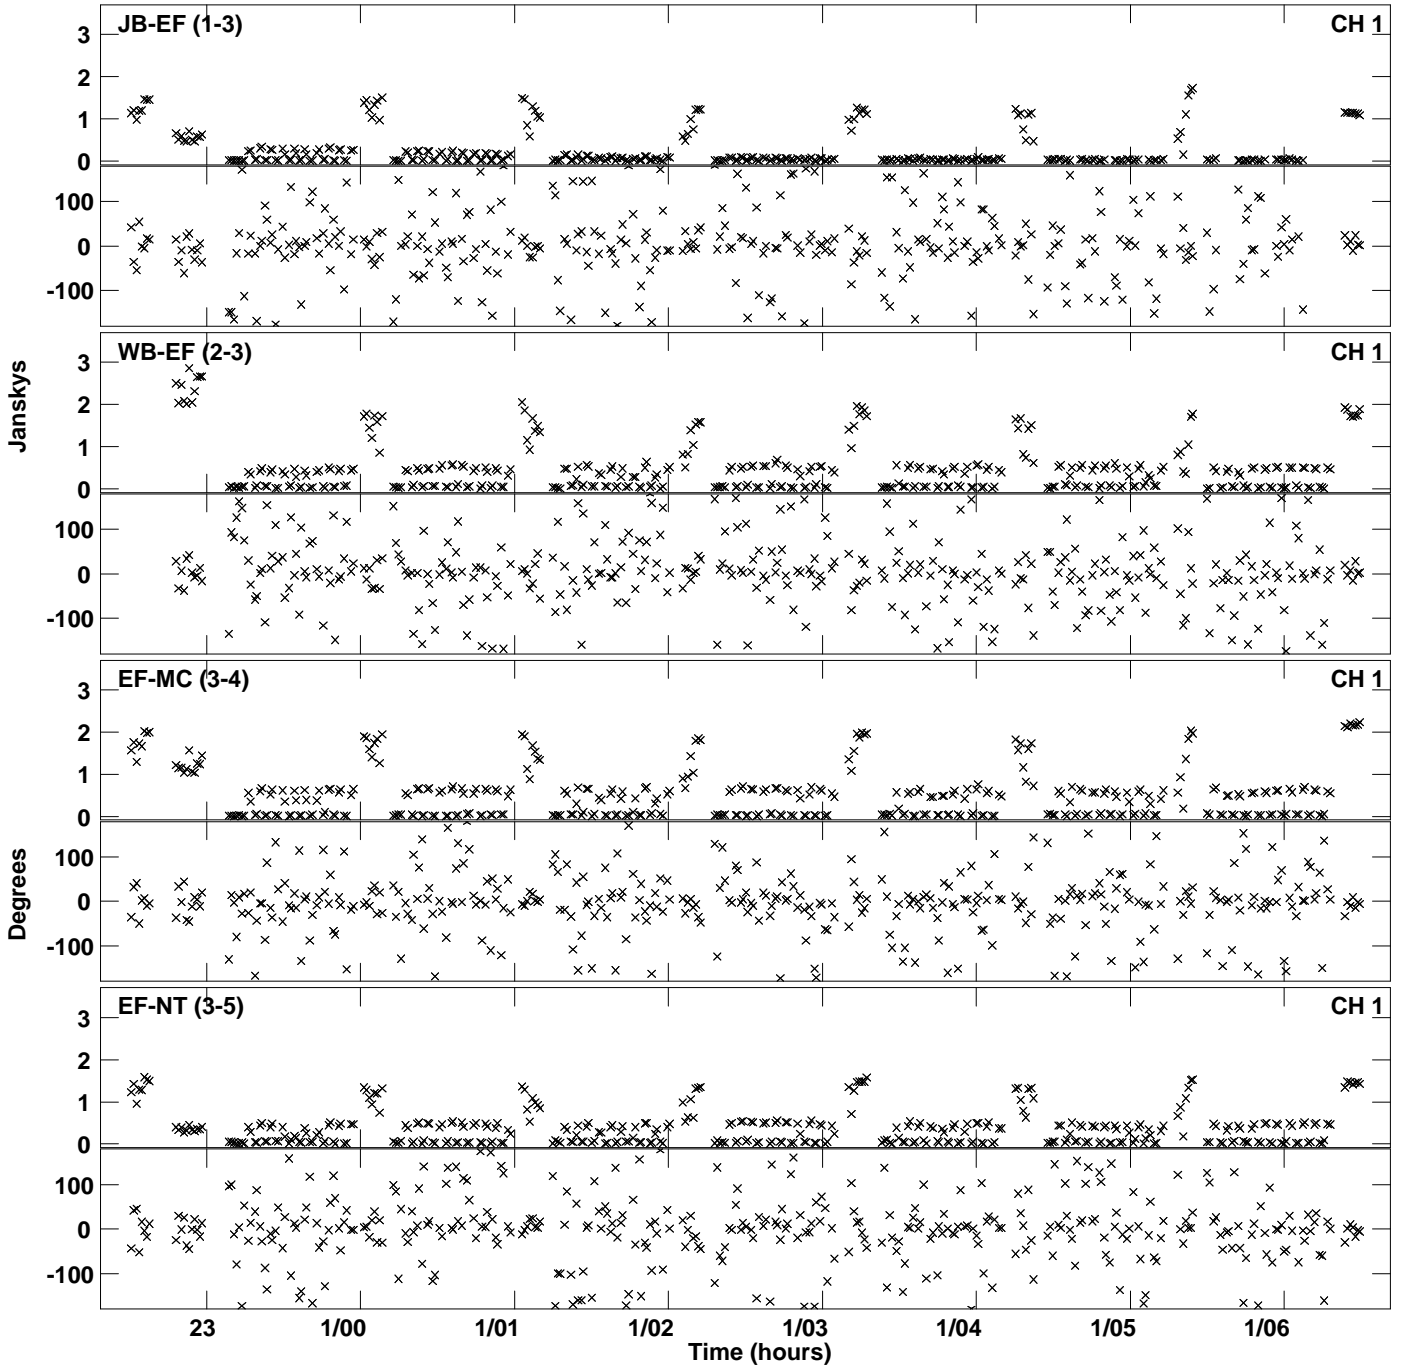 JB-EF (1-3)
CH 1
3
2
1
0
100
0
-100
WB-EF (2-3)
CH 1
3
2
1
0
100
0
-100
Janskys
EF-MC (3-4)
CH 1
3
2
1
0
100
0
-100
Degrees
EF-NT (3-5)
CH 1
3
2
1
0
100
0
-100
23 1/00 1/01 1/02 1/03 1/04 1/05 1/06
Time (hours)